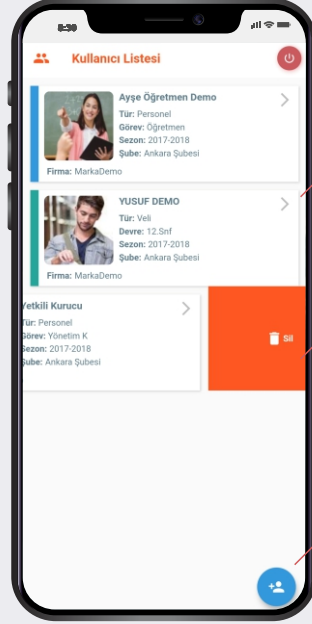 8:30
Kullanıcı Listesi
Ayşe Öğretmen Demo
Tür: Personel
Görev: Öğretmen
Sezon: 2017-2018
Şube: Ankara Şubesi
Firma: MarkaDemo
YUSUF DEMO
Tür: Veli
Devre: 12.Snf
Sezon: 2017-2018
Şube: Ankara Şubesi
Firma: MarkaDemo
Yetkili Kurucu
Tür: Personel
Görev: Yönetim K
Sezon: 2017-2018
Şube: Ankara Şubesi
Sil